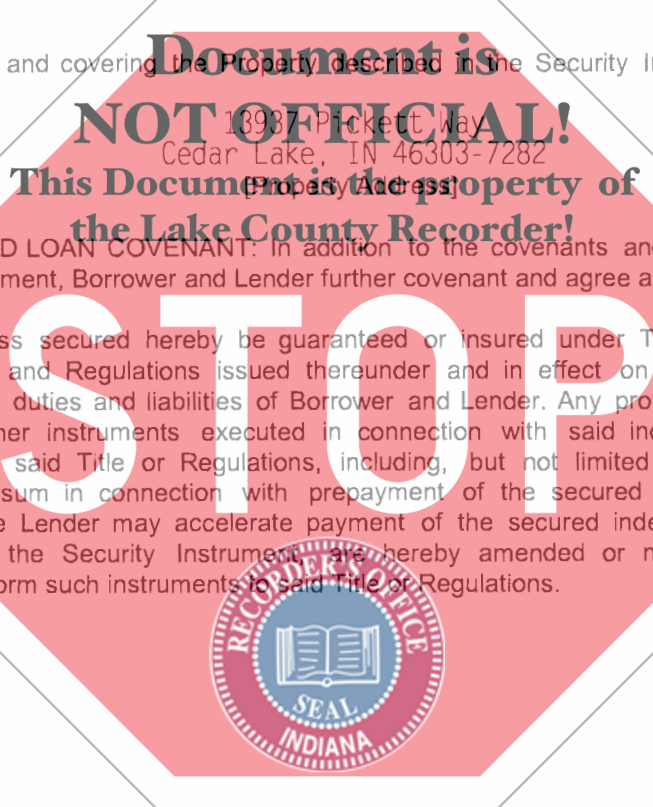 Document is
and covering the Property described in the Security I
NOT OFFICIAL!
13937 Pickett Way
Cedar Lake, IN 46303-7282
This Document is the property of
[Property Address]
the Lake County Recorder!
D LOAN COVENANT: In addition to the covenants an
ment, Borrower and Lender further covenant and agree a
STOP
ss secured hereby be guaranteed or insured under T
and Regulations issued thereunder and in effect on
duties and liabilities of Borrower and Lender. Any pro
her instruments executed in connection with said in
said Title or Regulations, including, but not limited
sum in connection with prepayment of the secured
e Lender may accelerate payment of the secured inde
the Security Instrument, are hereby amended or
orm such instruments to said Title or Regulations.
RECORDER'S OFFICE
SEAL
INDIANA